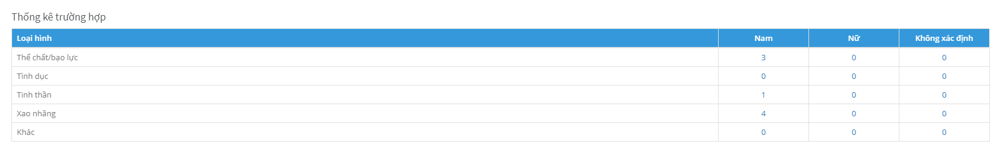 Thống kê trường hợp
Loại hình Nam Nữ Không xác định
Thể chất/bạo lực 3 0 0
Tình dục 0 0 0
Tinh thần 1 0 0
Xao nhãng 4 0 0
Khác 0 0 0